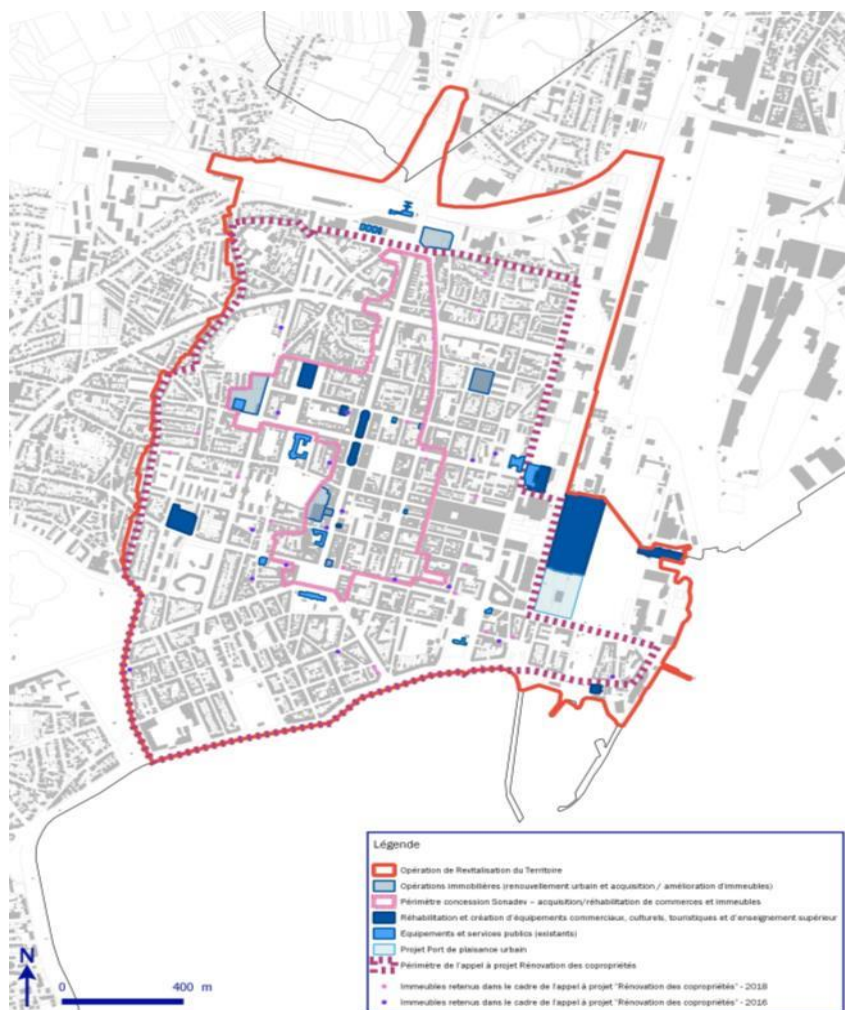 Légende
Opération de Revitalisation du Territoire
Opérations immobilières (renouvellement urbain et acquisition / amélioration d'immeubles)
Périmètre concession Sonadev – acquisition/réhabilitation de commerces et immeubles
Réhabilitation et création d'équipements commerciaux, culturels, touristiques et d'enseignement supérieur
Equipements et services publics (existants)
Projet Port de plaisance urbain
Périmètre de l'appel à projet Rénovation des copropriétés
Immeubles retenus dans le cadre de l'appel à projet "Rénovation des copropriétés" - 2018
Immeubles retenus dans le cadre de l'appel à projet "Rénovation des copropriétés" - 2016
N
0 400 m